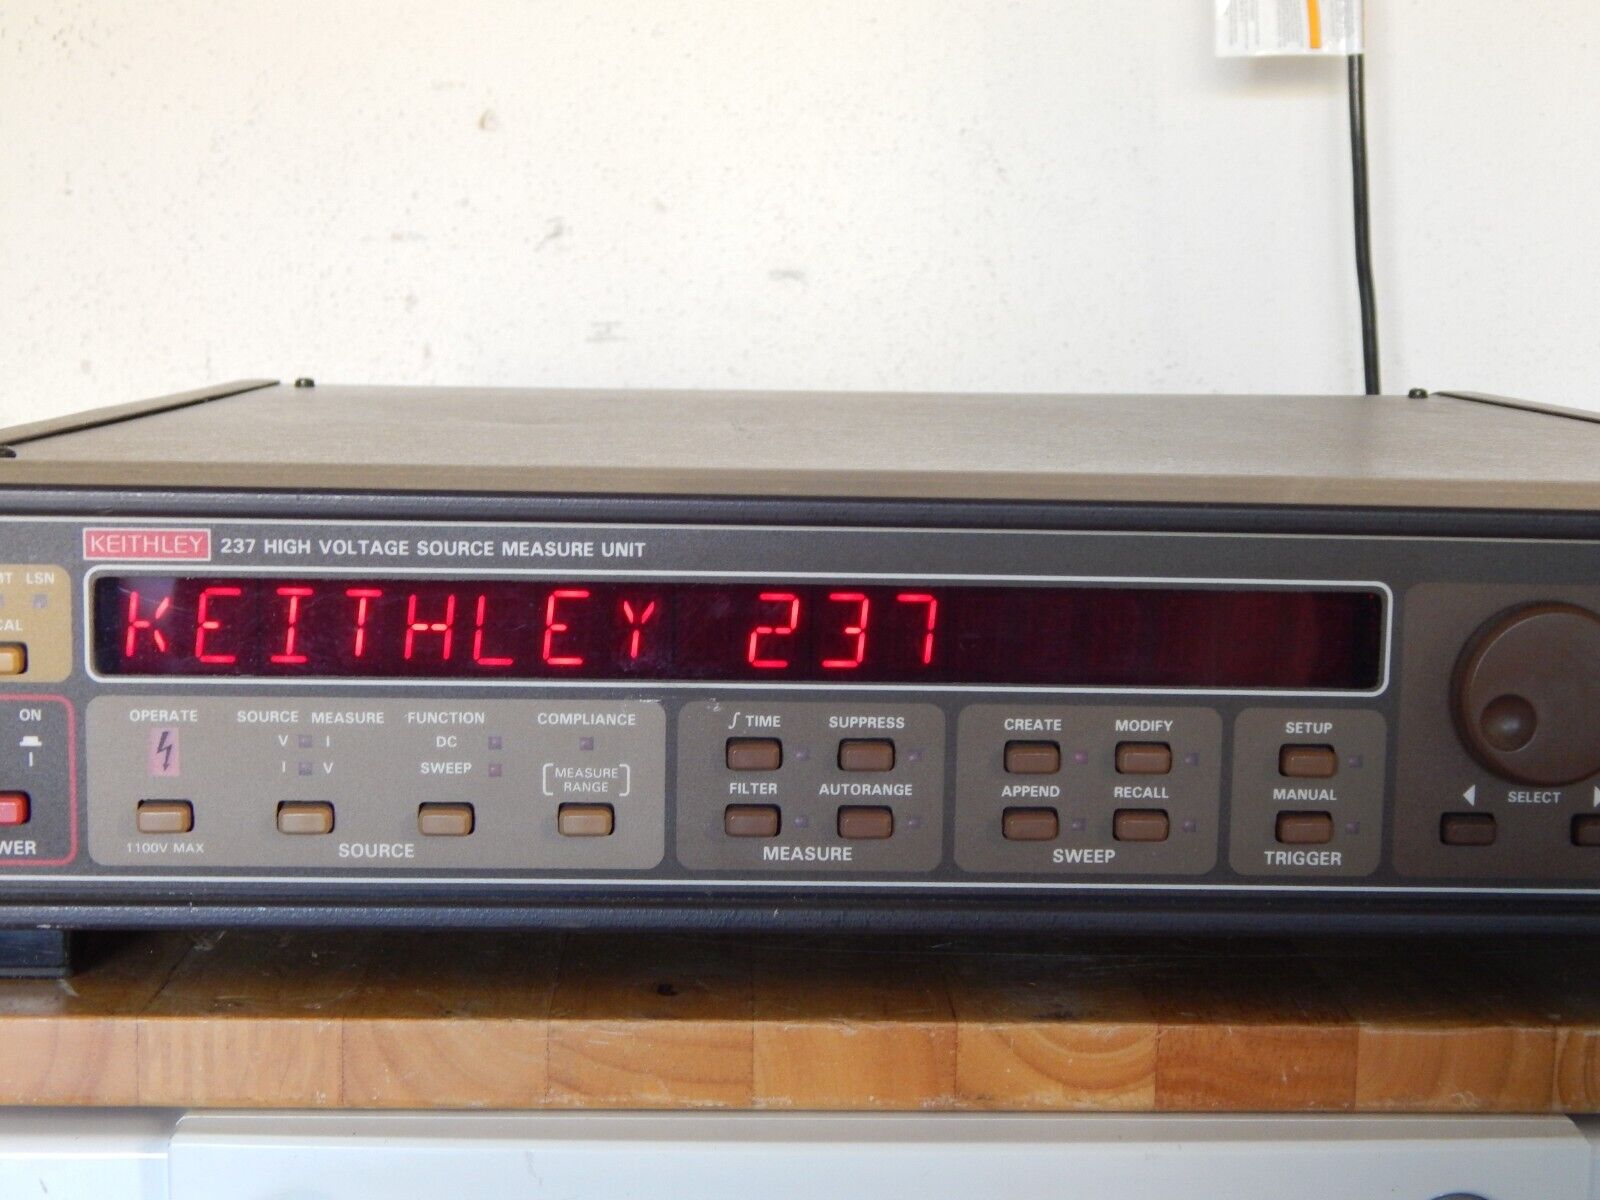 KEITHLEY 237 HIGH VOLTAGE SOURCE MEASURE UNIT
LSN
KEITHLEY 237
ON
OPERATE SOURCE MEASURE FUNCTION COMPLIANCE
V I DC
I V SWEEP
MEASURE RANGE
1100V MAX
SOURCE
∫ TIME SUPPRESS
FILTER AUTORANGE
MEASURE
CREATE MODIFY
APPEND RECALL
SWEEP
SETUP
MANUAL
TRIGGER
SELECT